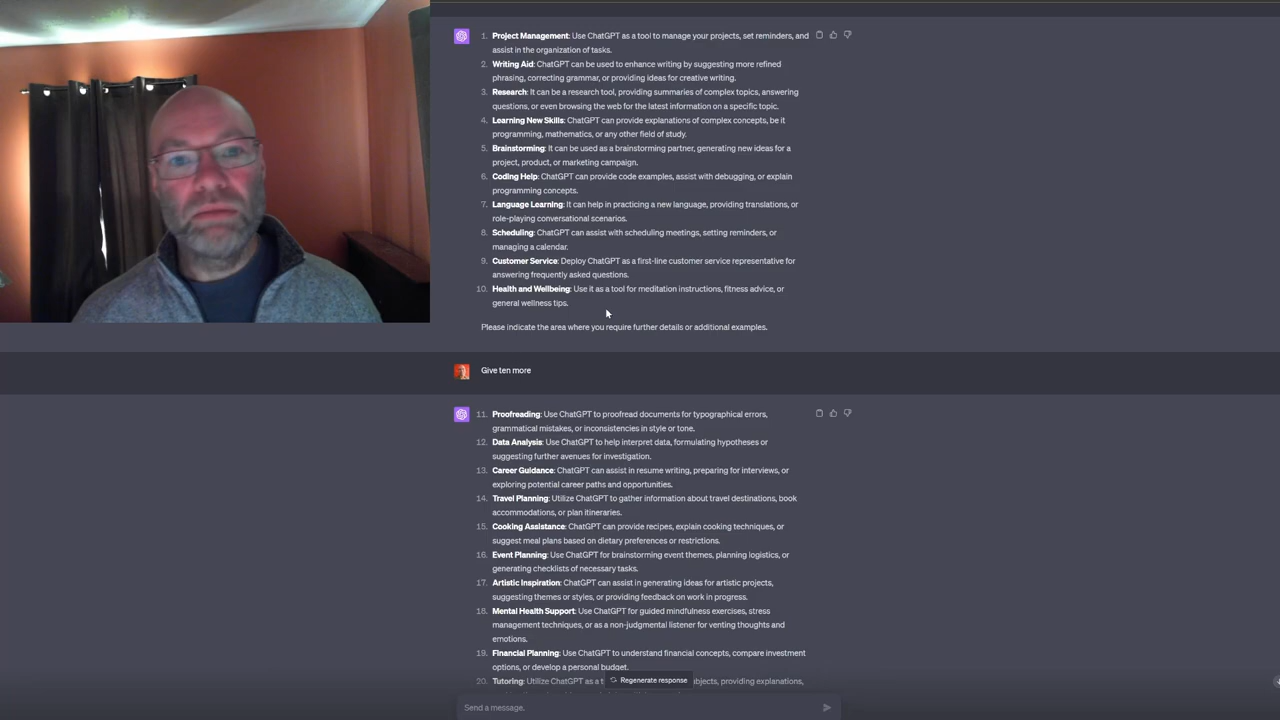 1. Project Management: Use ChatGPT as a tool to manage your projects, set reminders, and
assist in the organization of tasks.
2. Writing Aid: ChatGPT can be used to enhance writing by suggesting more refined
phrasing, correcting grammar, or providing ideas for creative writing.
3. Research: It can be a research tool, providing summaries of complex topics, answering
questions, or even browsing the web for the latest information on a specific topic.
4. Learning New Skills: ChatGPT can provide explanations of complex concepts, be it
programming, mathematics, or any other field of study.
5. Brainstorming: It can be used as a brainstorming partner, generating new ideas for a
project, product, or marketing campaign.
6. Coding Help: ChatGPT can provide code examples, assist with debugging, or explain
programming concepts.
7. Language Learning: It can help in practicing a new language, providing translations, or
role-playing conversational scenarios.
8. Scheduling: ChatGPT can assist with scheduling meetings, setting reminders, or
managing a calendar.
9. Customer Service: Deploy ChatGPT as a first-line customer service representative for
answering frequently asked questions.
10. Health and Wellbeing: Use it as a tool for meditation instructions, fitness advice, or
general wellness tips.
Please indicate the area where you require further details or additional examples.
Give ten more
11. Proofreading: Use ChatGPT to proofread documents for typographical errors,
grammatical mistakes, or inconsistencies in style or tone.
12. Data Analysis: Use ChatGPT to help interpret data, formulating hypotheses or
suggesting further avenues for investigation.
13. Career Guidance: ChatGPT can assist in resume writing, preparing for interviews, or
exploring potential career paths and opportunities.
14. Travel Planning: Utilize ChatGPT to gather information about travel destinations, book
accommodations, or plan itineraries.
15. Cooking Assistance: ChatGPT can provide recipes, explain cooking techniques, or
suggest meal plans based on dietary preferences or restrictions.
16. Event Planning: Use ChatGPT for brainstorming event themes, planning logistics, or
generating checklists of necessary tasks.
17. Artistic Inspiration: ChatGPT can assist in generating ideas for artistic projects,
suggesting themes or styles, or providing feedback on work in progress.
18. Mental Health Support: Use ChatGPT for guided mindfulness exercises, stress
management techniques, or as a non-judgmental listener for venting thoughts and
emotions.
19. Financial Planning: Use ChatGPT to understand financial concepts, compare investment
options, or develop a personal budget.
20. Tutoring: Utilize ChatGPT as a providing explanations,
Regenerate response
Send a message.